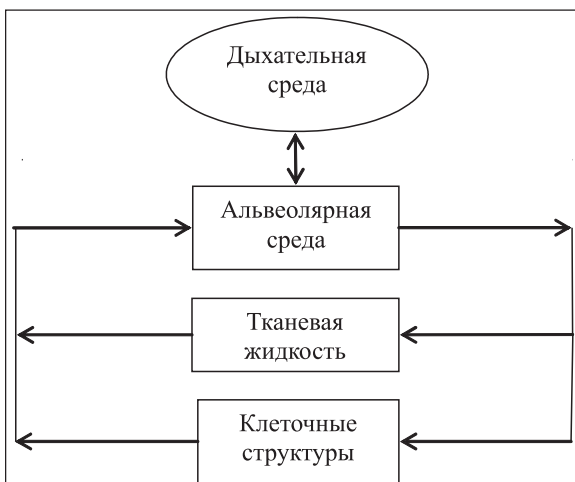 Дыхательная
среда
Альвеолярная
среда
Тканевая
жидкость
Клеточные
структуры